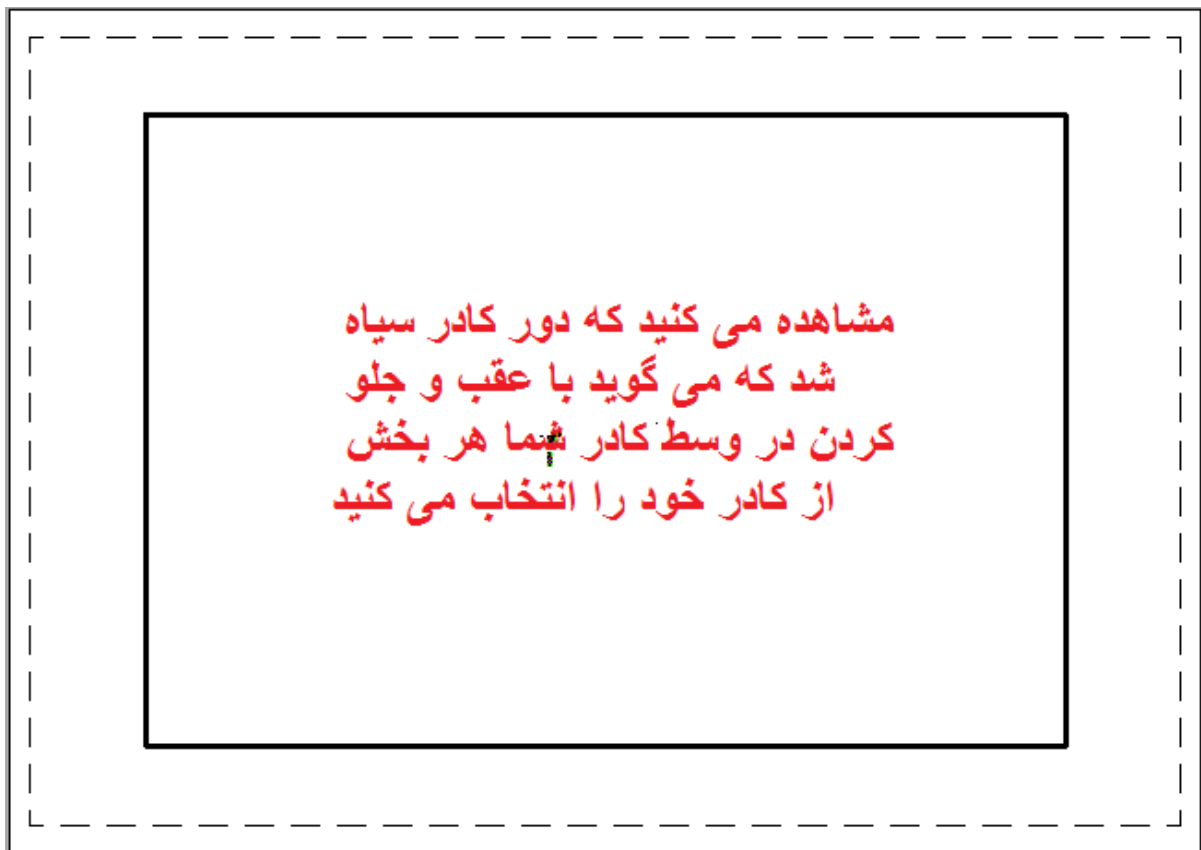 مشاهده می کنید که دور کادر سیاه
شد که می گوید با عقب و جلو
کردن در وسط کادر شما هر بخش
از کادر خود را انتخاب می کنید